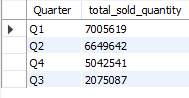 Quarter total_sold_quantity
Q1 7005619
Q2 6649642
Q4 5042541
Q3 2075087